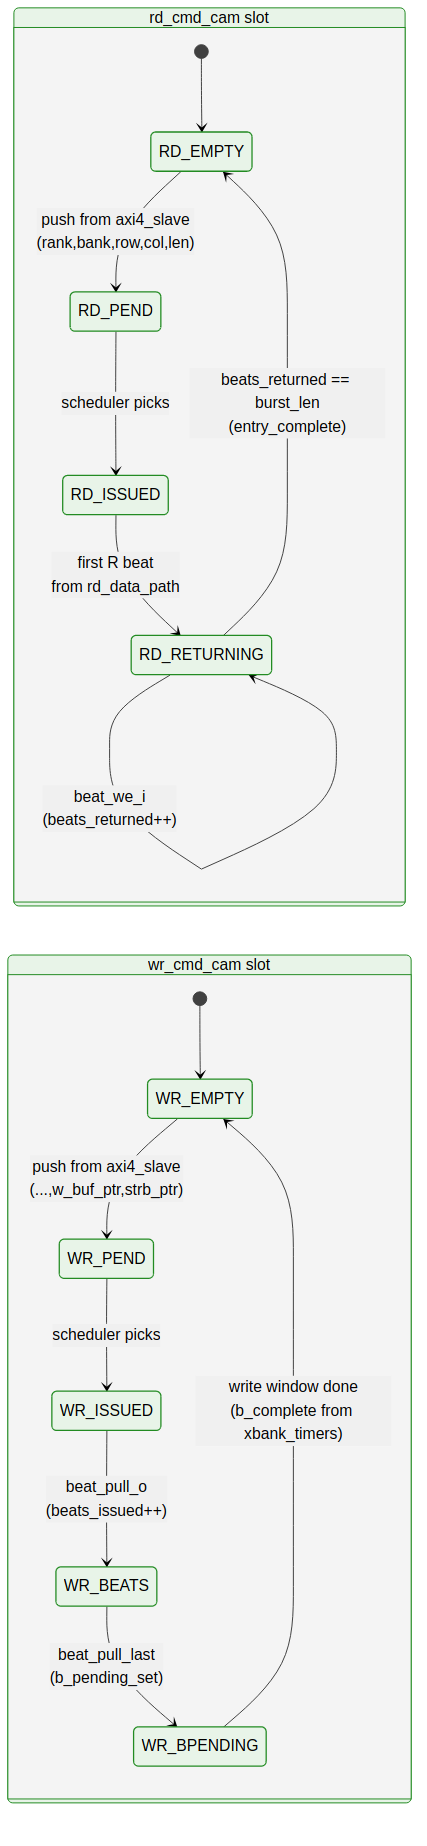 rd_cmd_cam slot
RD_EMPTY
push from axi4_slave
(rank,bank,row,col,len)
RD_PEND
beats_returned ==
burst_len
(entry_complete)
scheduler picks
RD_ISSUED
first R beat
from rd_data_path
RD_RETURNING
beat_we_i
(beats_returned++)
wr_cmd_cam slot
WR_EMPTY
push from axi4_slave
(...,w_buf_ptr,strb_ptr)
WR_PEND
scheduler picks
write window done
(b_complete from
xbank_timers)
WR_ISSUED
beat_pull_o
(beats_issued++)
WR_BEATS
beat_pull_last
(b_pending_set)
WR_BPENDING